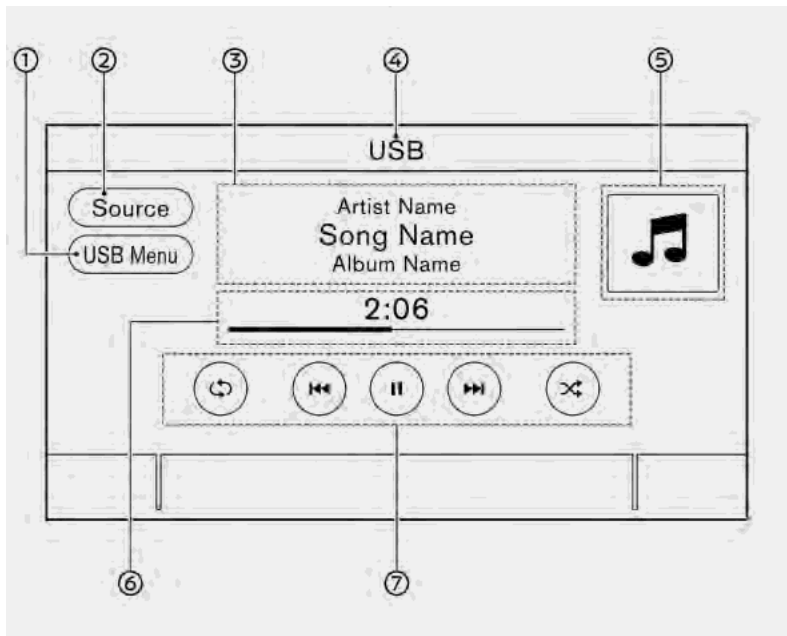 ① ② ③ ④ ⑤
USB
Source
Artist Name
Song Name
USB Menu
Album Name
2:06
⑥ ⑦